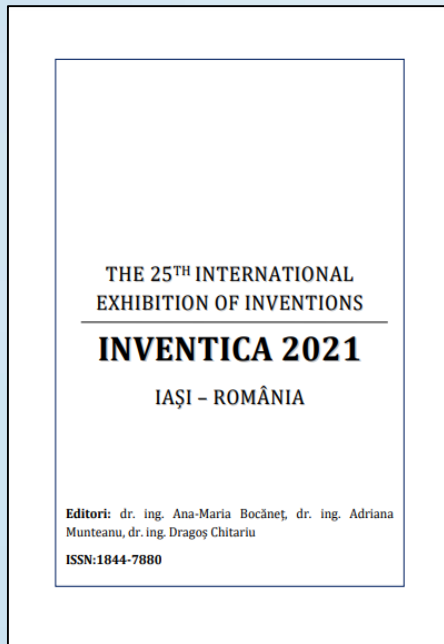 THE 25TH INTERNATIONAL
EXHIBITION OF INVENTIONS
INVENTICA 2021
IAȘI – ROMÂNIA
Editori: dr. ing. Ana-Maria Bocăneț, dr. ing. Adriana
Munteanu, dr. ing. Dragoș Chitariu
ISSN:1844-7880